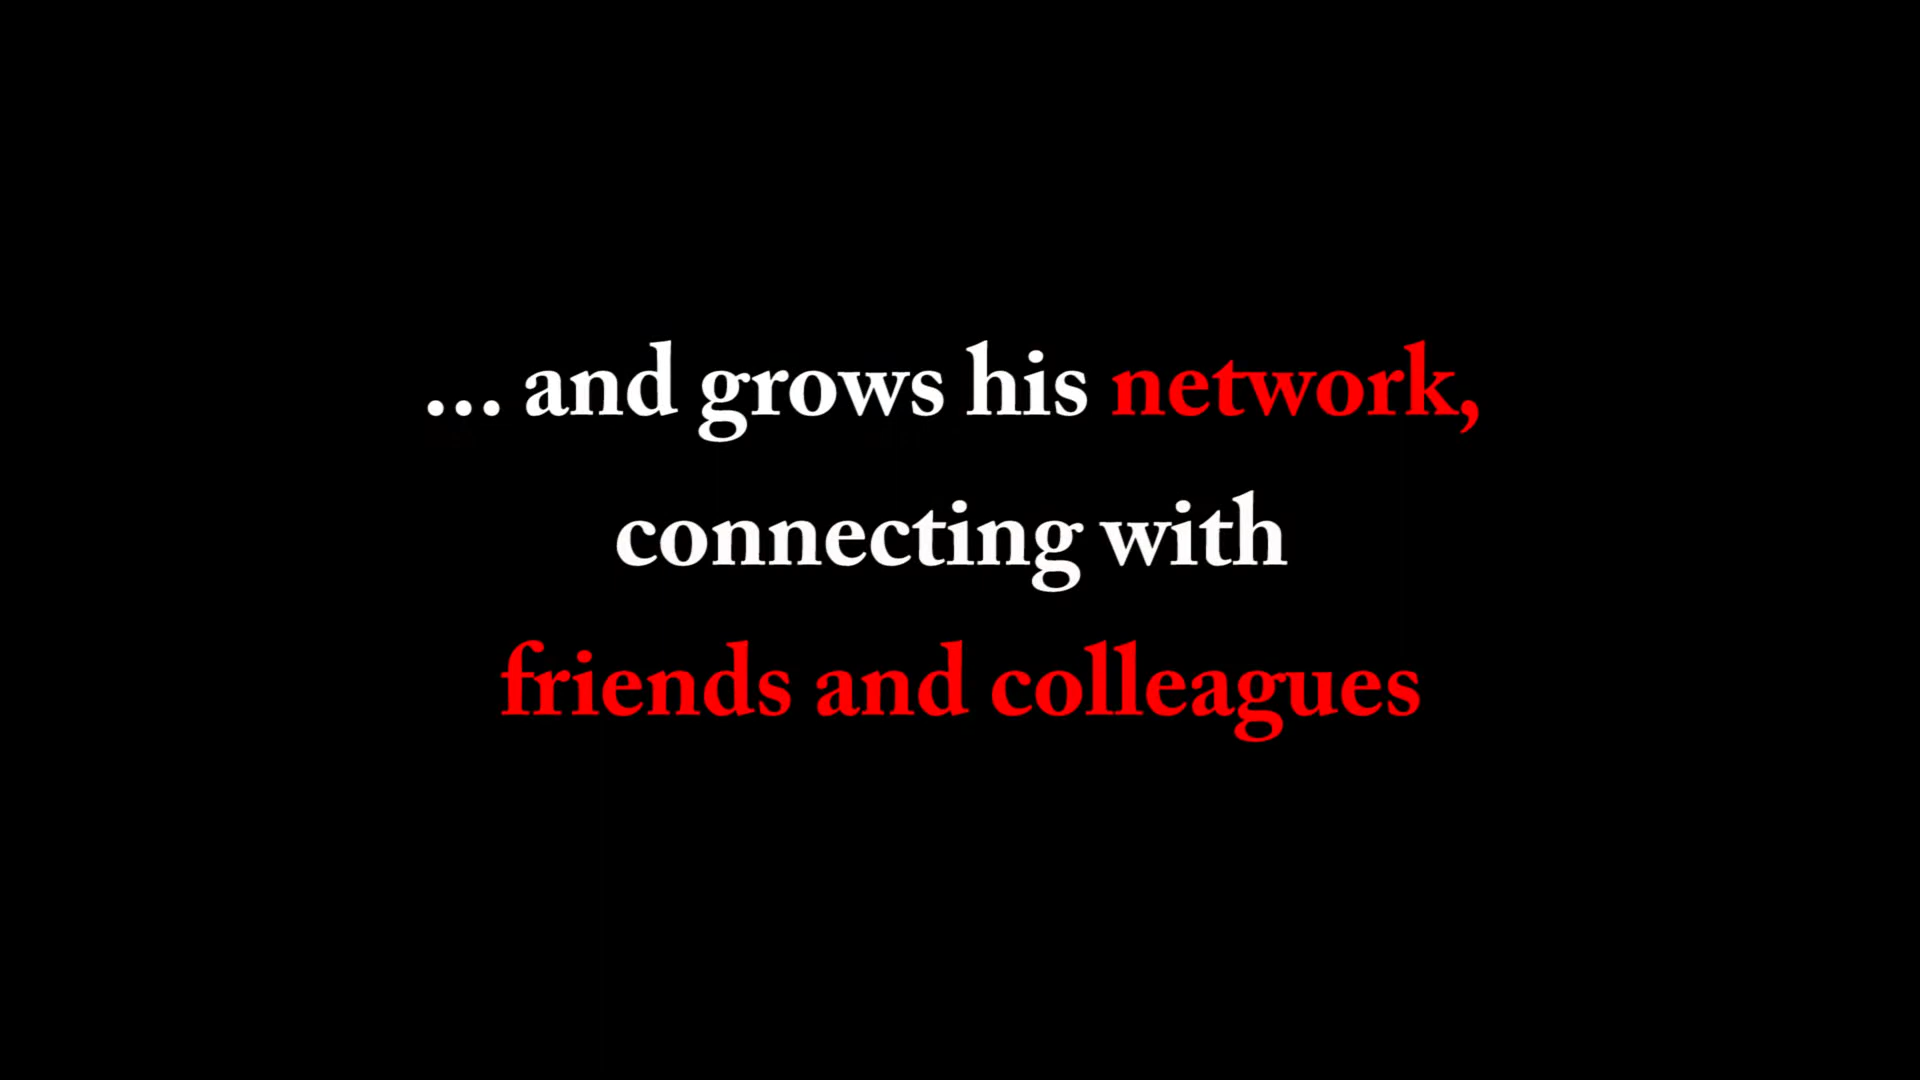 ... and grows his network,
connecting with
friends and colleagues